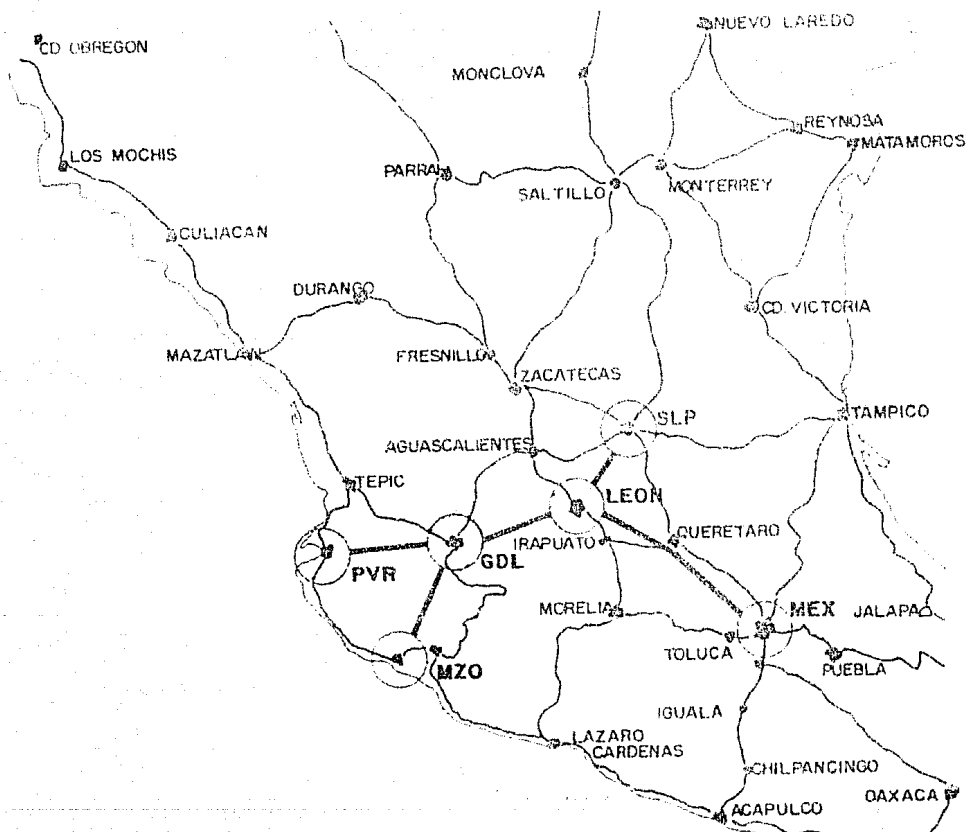 NUEVO LAREDO
CD OBREGON
MONCLOVA
REYNOSA
MATAMOROS
LOS MOCHIS
PARRAL
SALTILLO
MONTERREY
CULIACAN
DURANGO
CD. VICTORIA
MAZATLAN
FRESNILLO
ZACATECAS
SLP
TAMPICO
AGUASCALIENTES
TEPIC
LEON
IRAPUATO
QUERETARO
PVR
GDL
MORELIA
MEX
JALAPA
TOLUCA
PUEBLA
MZO
IGUALA
LAZARO
CARDENAS
CHILPANCINGO
OAXACA
ACAPULCO